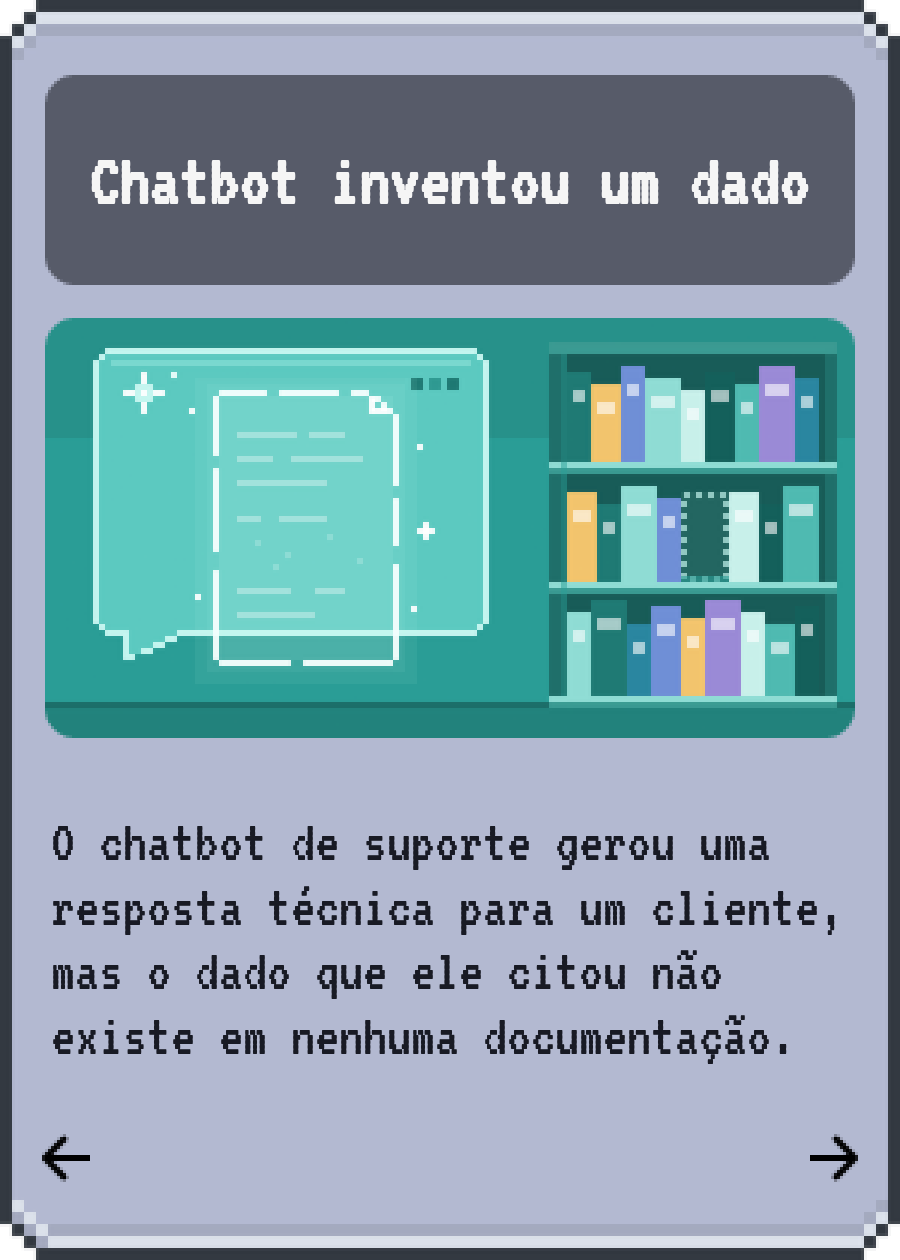 Chatbot inventou um dado
O chatbot de suporte gerou uma
resposta técnica para um cliente,
mas o dado que ele citou não
existe em nenhuma documentação.